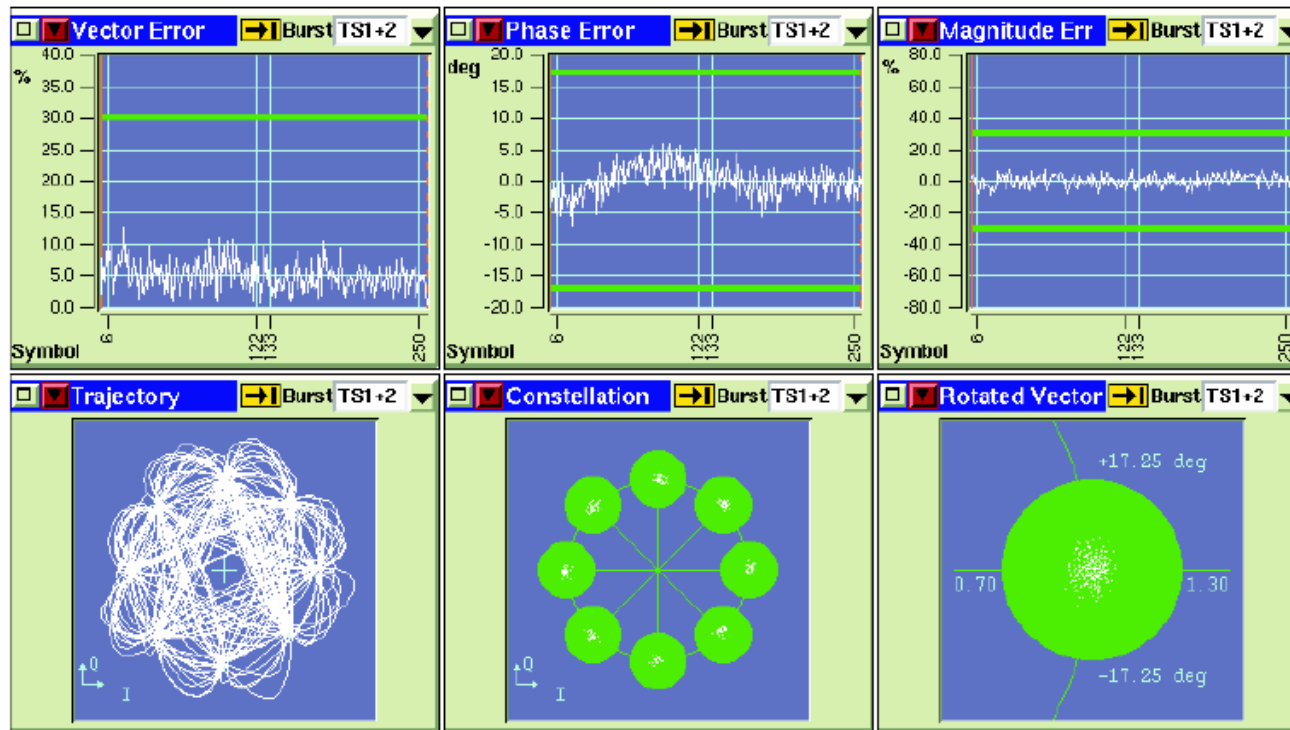 Vector Error Burst TS1+2
%
40.0
35.0
30.0
25.0
20.0
15.0
10.0
5.0
0.0
Symbol
6
122
133
250
Phase Error Burst TS1+2
deg
20.0
15.0
10.0
5.0
0.0
-5.0
-10.0
-15.0
-20.0
Symbol
6
122
133
250
Magnitude Err Burst TS1+2
%
80.0
60.0
40.0
20.0
0.0
-20.0
-40.0
-60.0
-80.0
Symbol
6
122
133
250
Trajectory Burst TS1+2
Q
I
Constellation Burst TS1+2
Q
I
Rotated Vector Burst TS1+2
+17.25 deg
0.70
1.30
-17.25 deg